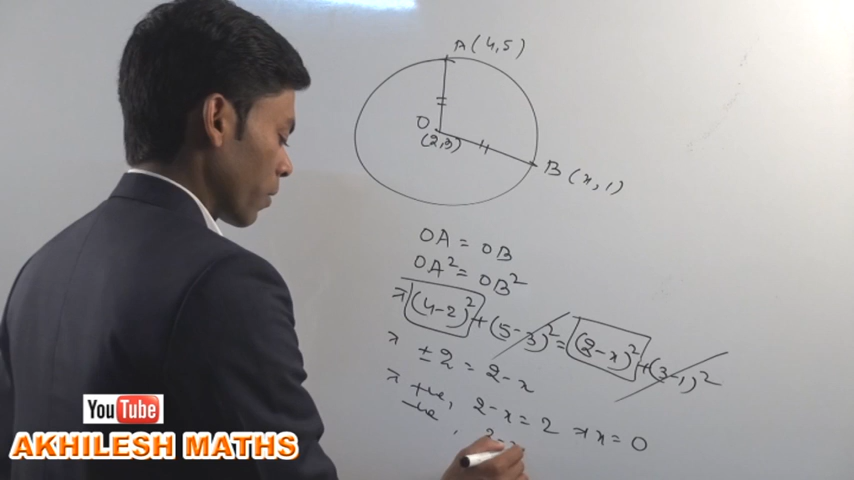 A (4,5)
O
(2,3)
B (x,1)
OA = OB
OA² = OB²
⇒ (4-2)² + (5-3)² = (2-x)² + (3-1)²
⇒ ±2 = 2-x
⇒ +ve, 2-x = 2 ⇒ x = 0
-ve,
YouTube
AKHILESH MATHS